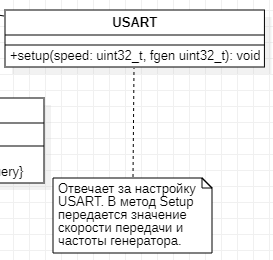 USART
+setup(speed: uint32_t, fgen uint32_t): void
ery}
Отвечает за настройку
USART. В метод Setup
передается значение
скорости передачи и
частоты генератора.